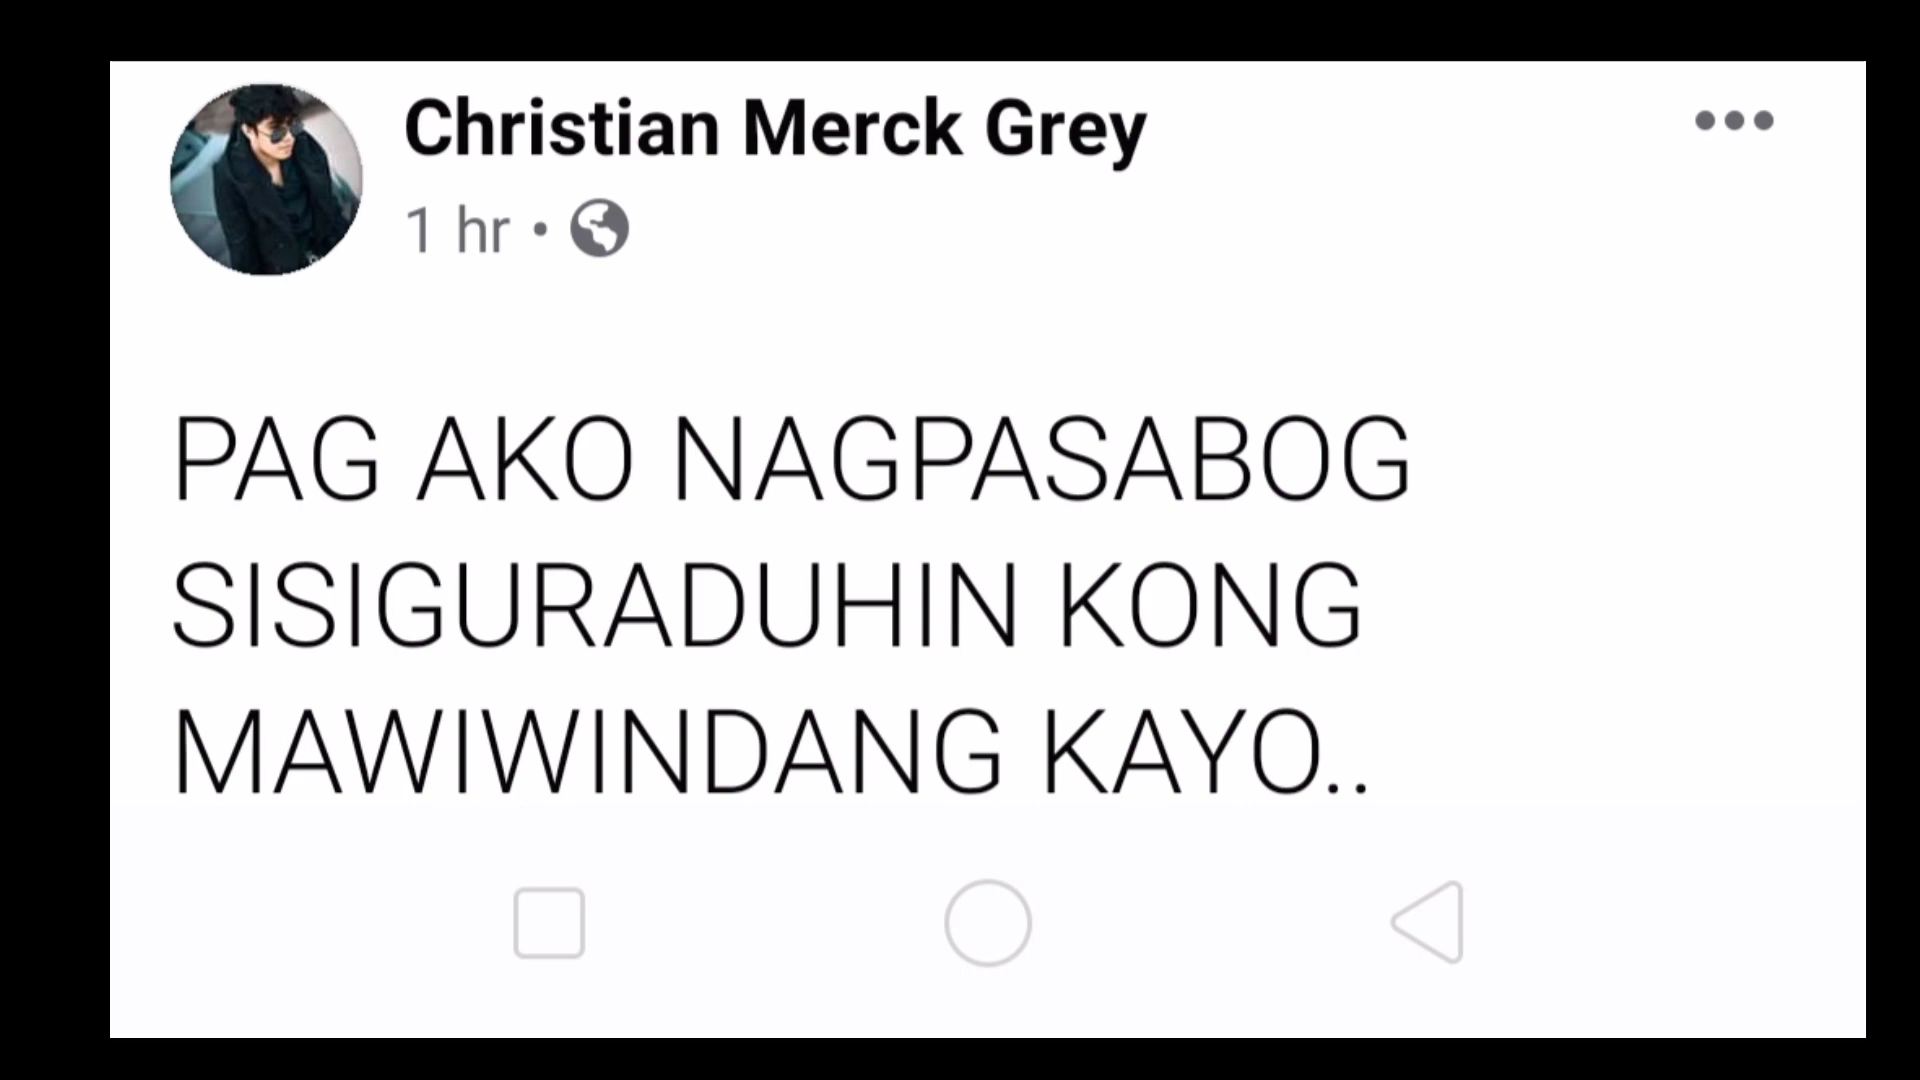 Christian Merck Grey
1 hr •
PAG AKO NAGPASABOG
SISIGURADUHIN KONG
MAWIWINDANG KAYO..